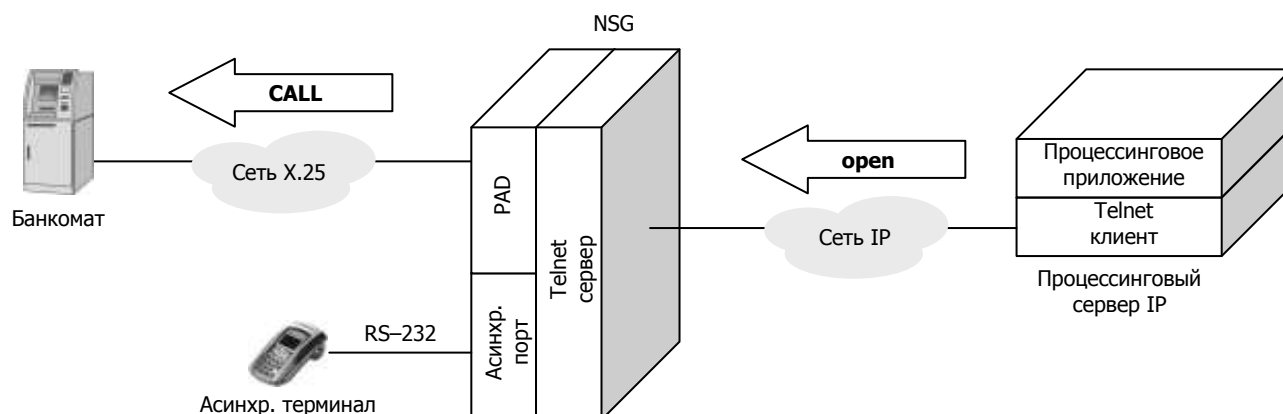 NSG
CALL
Сеть X.25
Банкомат
PAD
Telnet
сервер
open
Сеть IP
Процессинговое
приложение
Telnet
клиент
Процессинговый
сервер IP
RS–232
Асинхр.
порт
Асинхр. терминал